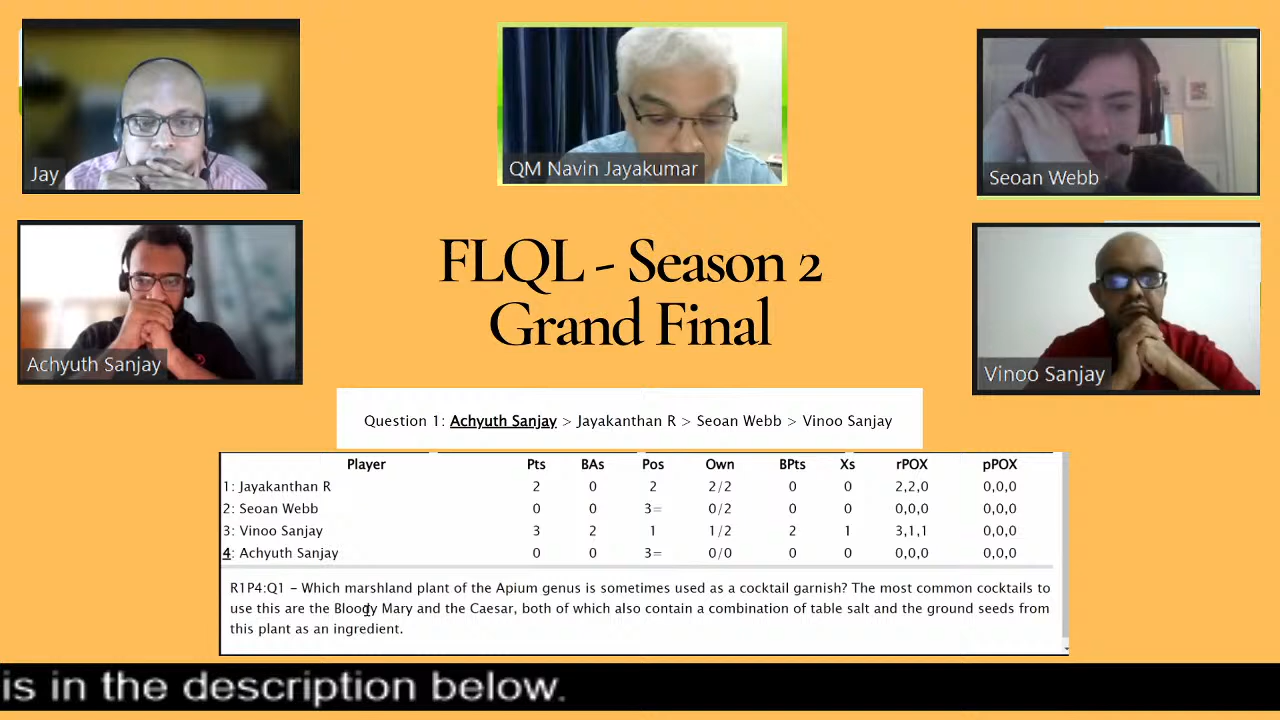 Jay
QM Navin Jayakumar
Seoan Webb
Achyuth Sanjay
Vinoo Sanjay
FLQL - Season 2
Grand Final
Question 1: Achyuth Sanjay > Jayakanthan R > Seoan Webb > Vinoo Sanjay
Player Pts BAs Pos Own BPts Xs rPOX pPOX
1: Jayakanthan R 2 0 2 2/2 0 0 2,2,0 0,0,0
2: Seoan Webb 0 0 3= 0/2 0 0 0,0,0 0,0,0
3: Vinoo Sanjay 3 2 1 1/2 2 1 3,1,1 0,0,0
4: Achyuth Sanjay 0 0 3= 0/0 0 0 0,0,0 0,0,0
R1P4:Q1 - Which marshland plant of the Apium genus is sometimes used as a cocktail garnish? The most common cocktails to
use this are the Bloody Mary and the Caesar, both of which also contain a combination of table salt and the ground seeds from
this plant as an ingredient.
is in the description below.